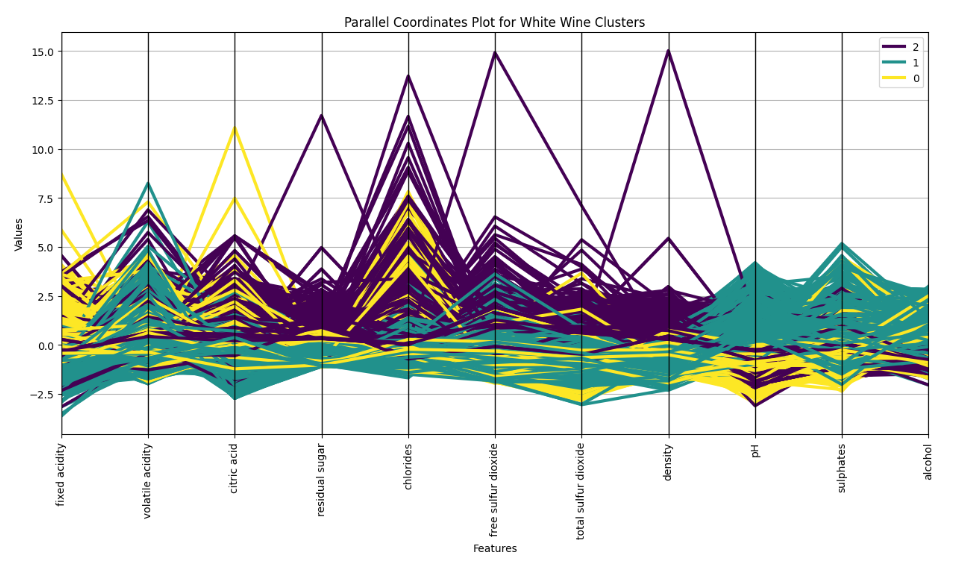 Parallel Coordinates Plot for White Wine Clusters
15.0
12.5
10.0
7.5
5.0
2.5
0.0
−2.5
Values
2
1
0
fixed acidity
volatile acidity
citric acid
residual sugar
chlorides
free sulfur dioxide
total sulfur dioxide
density
pH
sulphates
alcohol
Features